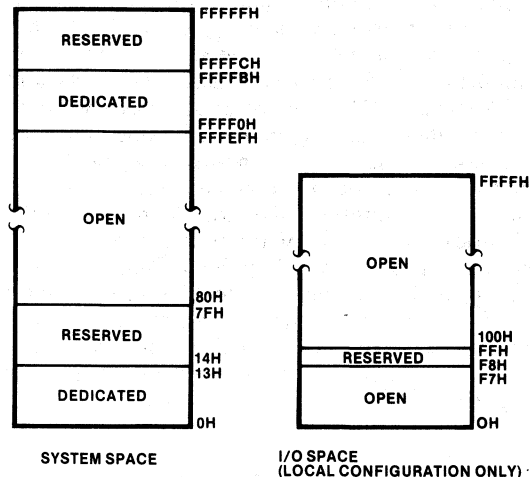 FFFFFH
RESERVED
FFFFCH
FFFFBH
DEDICATED
FFFF0H
FFFEFH
OPEN
80H
7FH
RESERVED
14H
13H
DEDICATED
0H
SYSTEM SPACE
FFFFH
OPEN
100H
FFH
RESERVED
F8H
F7H
OPEN
OH
I/O SPACE
(LOCAL CONFIGURATION ONLY)